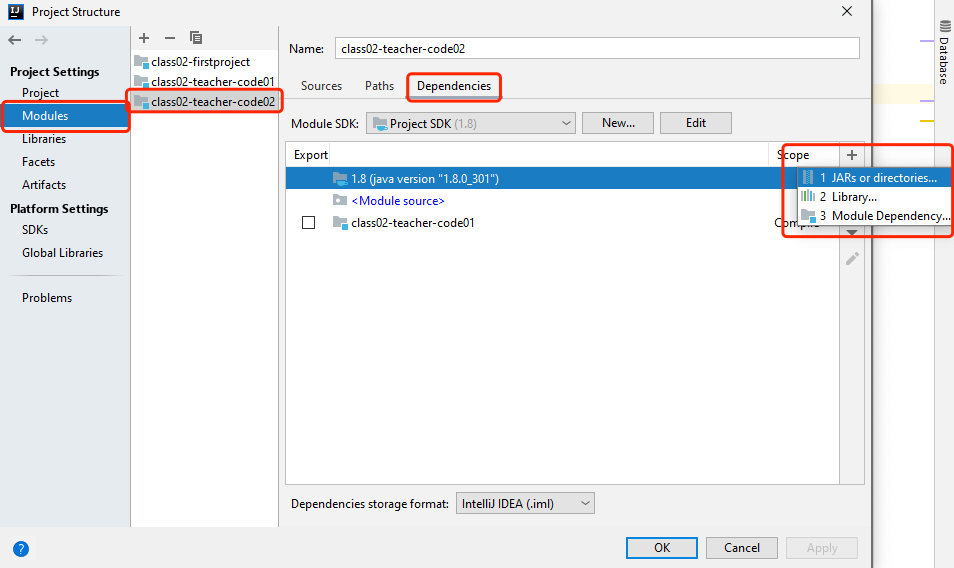 Project Structure
Name: class02-teacher-code02
class02-firstproject
class02-teacher-code01
class02-teacher-code02
Project Settings
Project
Modules
Libraries
Facets
Artifacts
Platform Settings
SDKs
Global Libraries
Problems
Sources Paths Dependencies
Module SDK: Project SDK (1.8) New... Edit
Export Scope
1.8 (java version "1.8.0_301")
<Module source>
class02-teacher-code01
1 JARs or directories...
2 Library...
3 Module Dependency...
Dependencies storage format: IntelliJ IDEA (.iml)
? OK Cancel Apply
Database